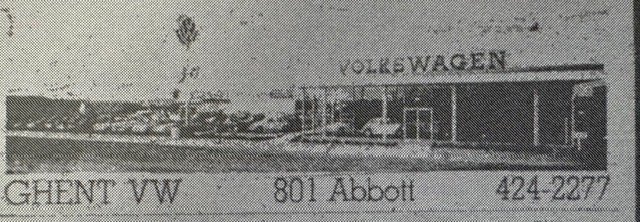 VOLKSWAGEN
GHENT VW 801 Abbott 424-2277